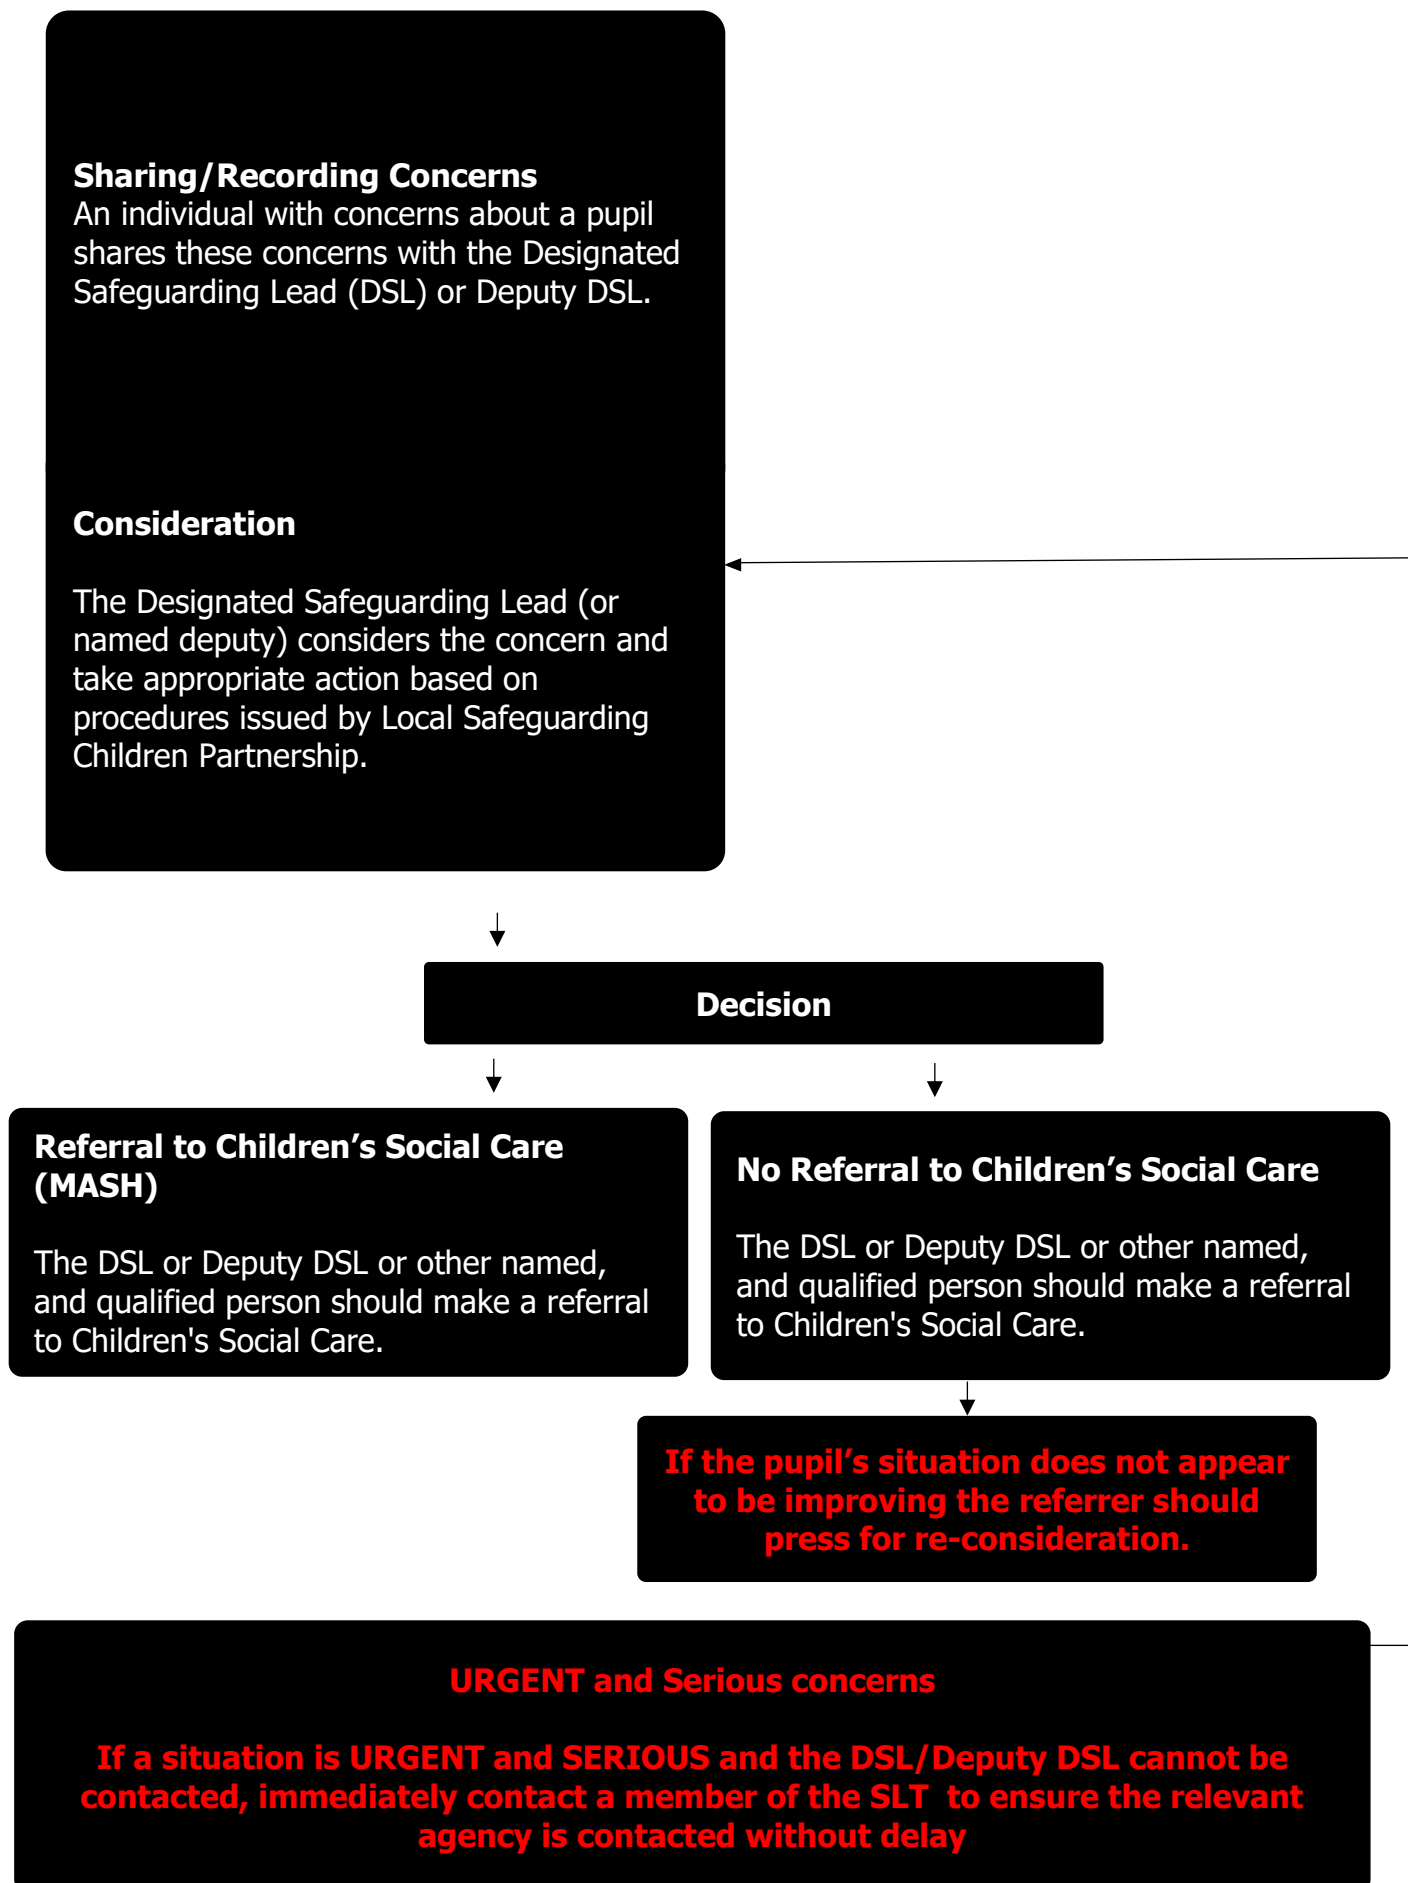 Sharing/Recording Concerns
An individual with concerns about a pupil
shares these concerns with the Designated
Safeguarding Lead (DSL) or Deputy DSL.
Consideration
The Designated Safeguarding Lead (or
named deputy) considers the concern and
take appropriate action based on
procedures issued by Local Safeguarding
Children Partnership.
Decision
Referral to Children’s Social Care
(MASH)
The DSL or Deputy DSL or other named,
and qualified person should make a referral
to Children's Social Care.
No Referral to Children’s Social Care
The DSL or Deputy DSL or other named,
and qualified person should make a referral
to Children's Social Care.
If the pupil’s situation does not appear
to be improving the referrer should
press for re-consideration.
URGENT and Serious concerns
If a situation is URGENT and SERIOUS and the DSL/Deputy DSL cannot be
contacted, immediately contact a member of the SLT  to ensure the relevant
agency is contacted without delay